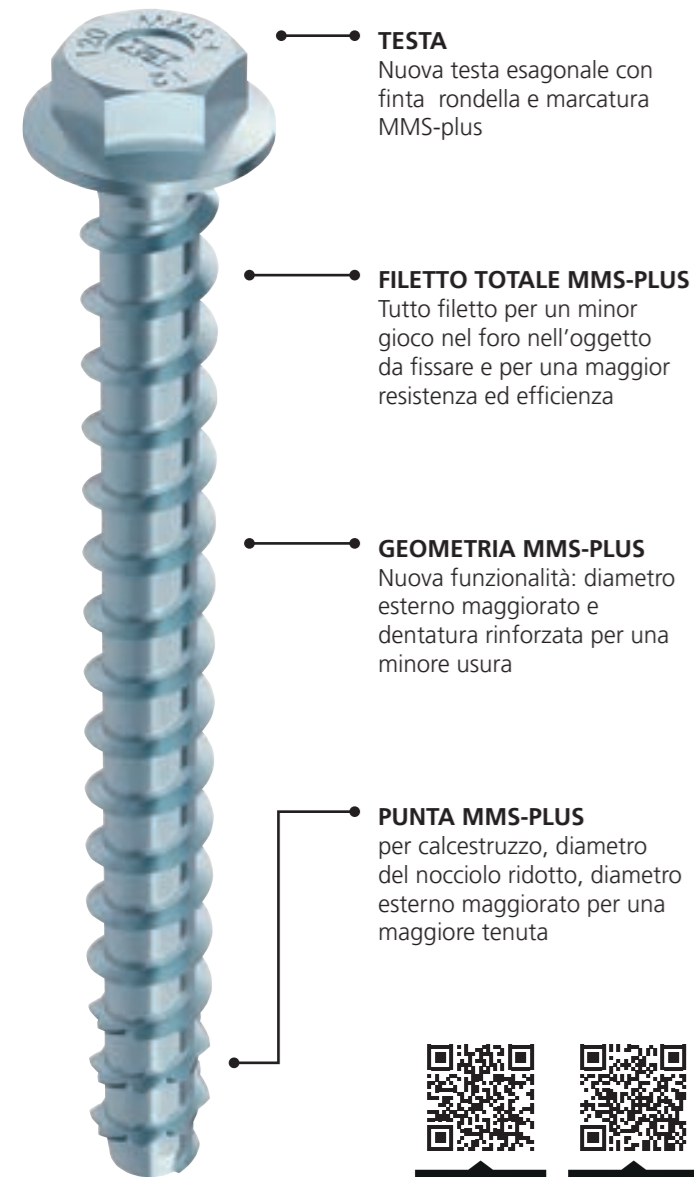 120 MMS+
TESTA
Nuova testa esagonale con
finta rondella e marcatura
MMS-plus
FILETTO TOTALE MMS-PLUS
Tutto filetto per un minor
gioco nel foro nell’oggetto
da fissare e per una maggior
resistenza ed efficienza
GEOMETRIA MMS-PLUS
Nuova funzionalità: diametro
esterno maggiorato e
dentatura rinforzata per una
minore usura
PUNTA MMS-PLUS
per calcestruzzo, diametro
del nocciolo ridotto, diametro
esterno maggiorato per una
maggiore tenuta